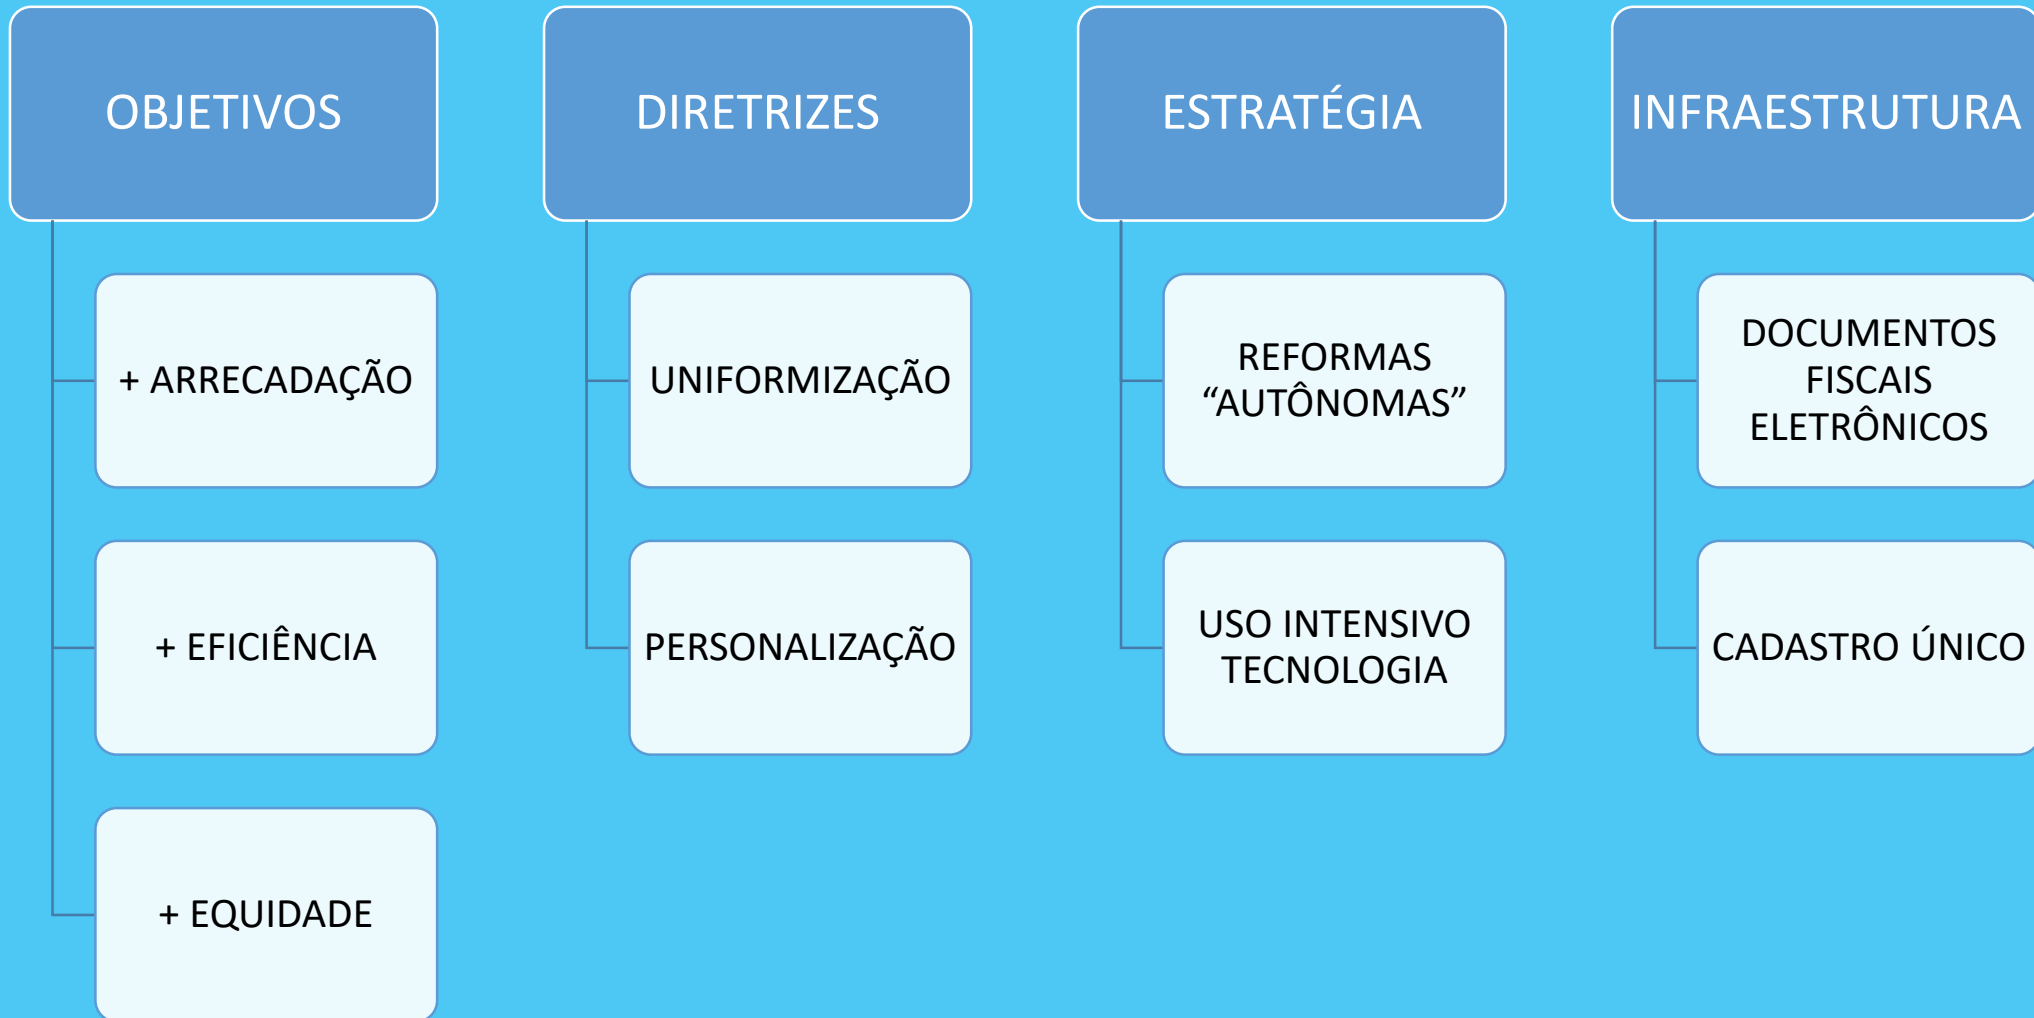 OBJETIVOS
+ ARRECADAÇÃO
+ EFICIÊNCIA
+ EQUIDADE
DIRETRIZES
UNIFORMIZAÇÃO
PERSONALIZAÇÃO
ESTRATÉGIA
REFORMAS
“AUTÔNOMAS”
USO INTENSIVO
TECNOLOGIA
INFRAESTRUTURA
DOCUMENTOS
FISCAIS
ELETRÔNICOS
CADASTRO ÚNICO